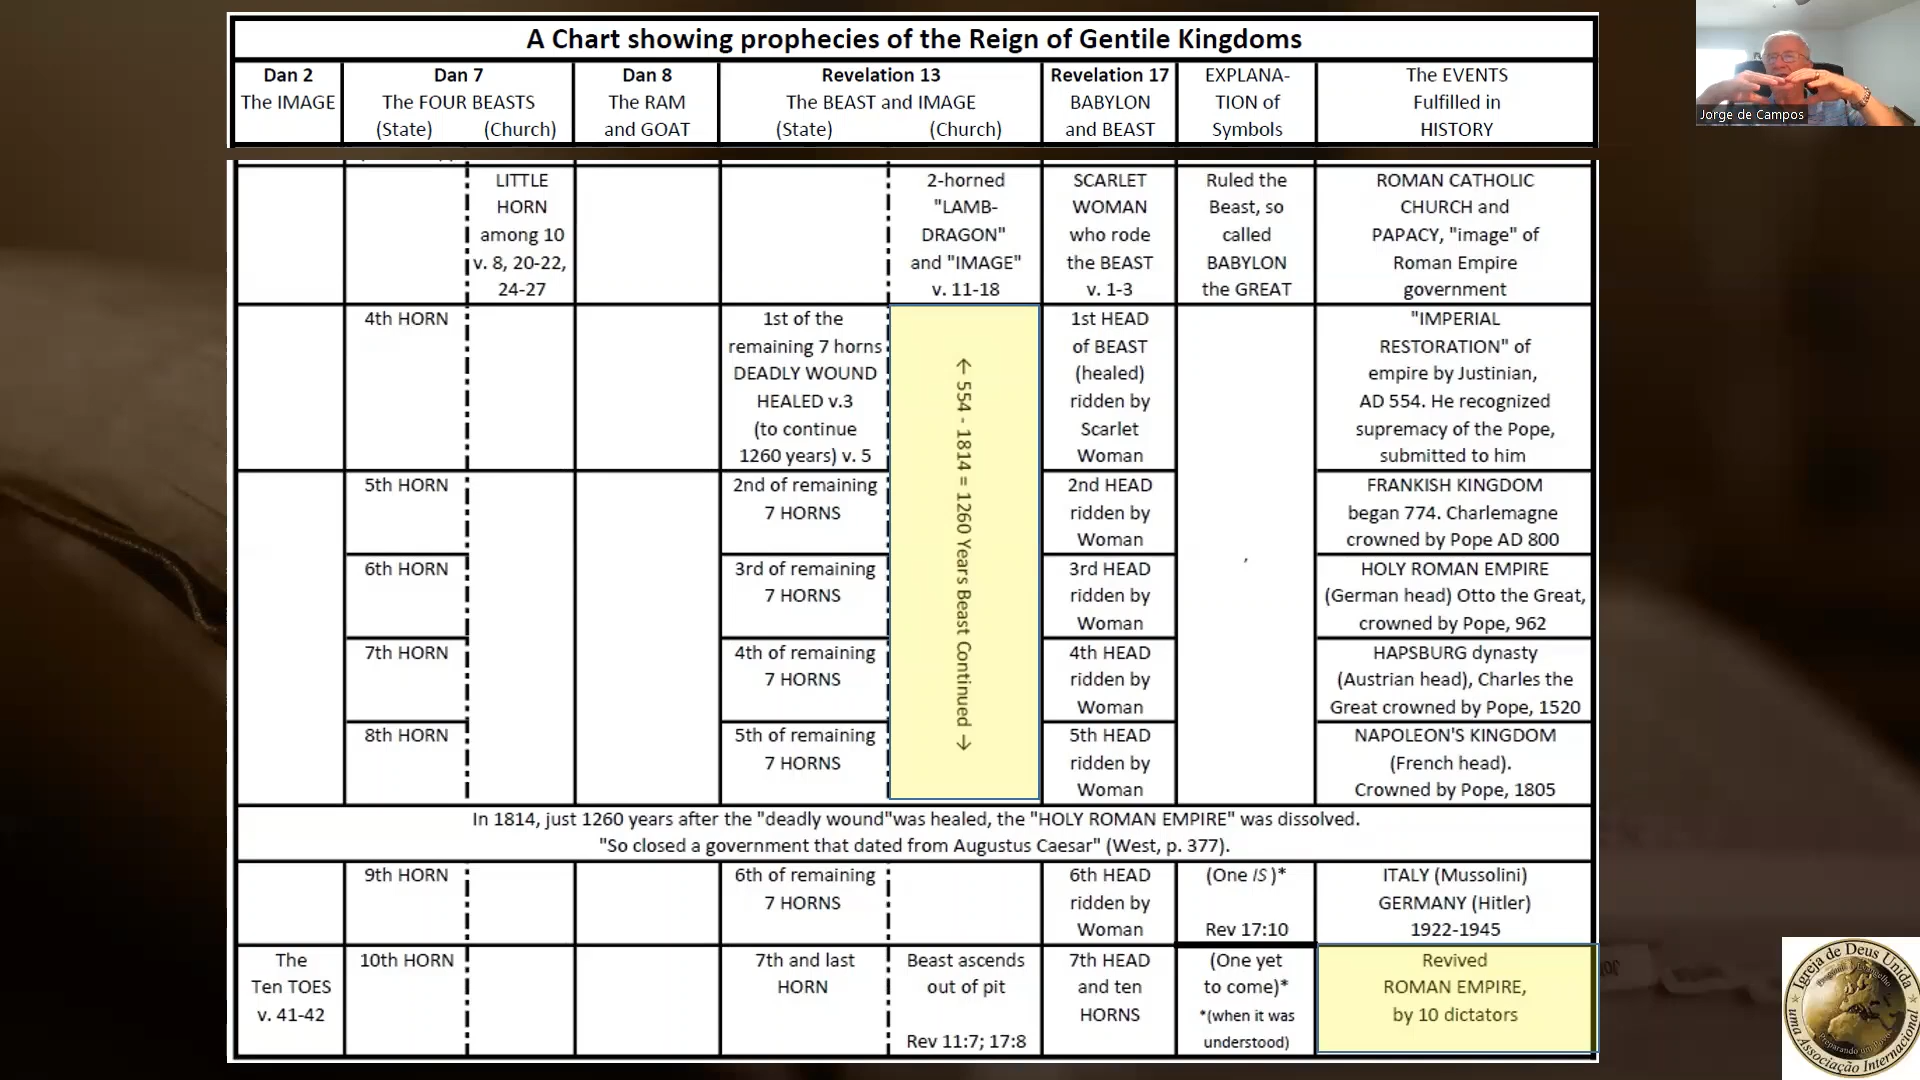 A Chart showing prophecies of the Reign of Gentile Kingdoms
Dan 2
The IMAGE
Dan 7
The FOUR BEASTS
(State) (Church)
Dan 8
The RAM
and GOAT
Revelation 13
The BEAST and IMAGE
(State) (Church)
Revelation 17
BABYLON
and BEAST
EXPLANA-
TION of
Symbols
The EVENTS
Fulfilled in
HISTORY
LITTLE
HORN
among 10
v. 8, 20-22,
24-27
2-horned
"LAMB-
DRAGON"
and "IMAGE"
v. 11-18
SCARLET
WOMAN
who rode
the BEAST
v. 1-3
Ruled the
Beast, so
called
BABYLON
the GREAT
ROMAN CATHOLIC
CHURCH and
PAPACY, "image" of
Roman Empire
government
4th HORN
1st of the
remaining 7 horns
DEADLY WOUND
HEALED v.3
(to continue
1260 years) v. 5
← 554 - 1814 = 1260 Years Beast Continued →
1st HEAD
of BEAST
(healed)
ridden by
Scarlet
Woman
"IMPERIAL
RESTORATION" of
empire by Justinian,
AD 554. He recognized
supremacy of the Pope,
submitted to him
5th HORN
2nd of remaining
7 HORNS
2nd HEAD
ridden by
Woman
FRANKISH KINGDOM
began 774. Charlemagne
crowned by Pope AD 800
6th HORN
3rd of remaining
7 HORNS
3rd HEAD
ridden by
Woman
HOLY ROMAN EMPIRE
(German head) Otto the Great,
crowned by Pope, 962
7th HORN
4th of remaining
7 HORNS
4th HEAD
ridden by
Woman
HAPSBURG dynasty
(Austrian head), Charles the
Great crowned by Pope, 1520
8th HORN
5th of remaining
7 HORNS
5th HEAD
ridden by
Woman
NAPOLEON'S KINGDOM
(French head).
Crowned by Pope, 1805
In 1814, just 1260 years after the "deadly wound"was healed, the "HOLY ROMAN EMPIRE" was dissolved.
"So closed a government that dated from Augustus Caesar" (West, p. 377).
9th HORN
6th of remaining
7 HORNS
6th HEAD
ridden by
Woman
(One IS )*
Rev 17:10
ITALY (Mussolini)
GERMANY (Hitler)
1922-1945
The
Ten TOES
v. 41-42
10th HORN
7th and last
HORN
Beast ascends
out of pit
Rev 11:7; 17:8
7th HEAD
and ten
HORNS
(One yet
to come)*
*(when it was
understood)
Revived
ROMAN EMPIRE,
by 10 dictators
Jorge de Campos
Igreja de Deus Unida
uma Associação Internacional